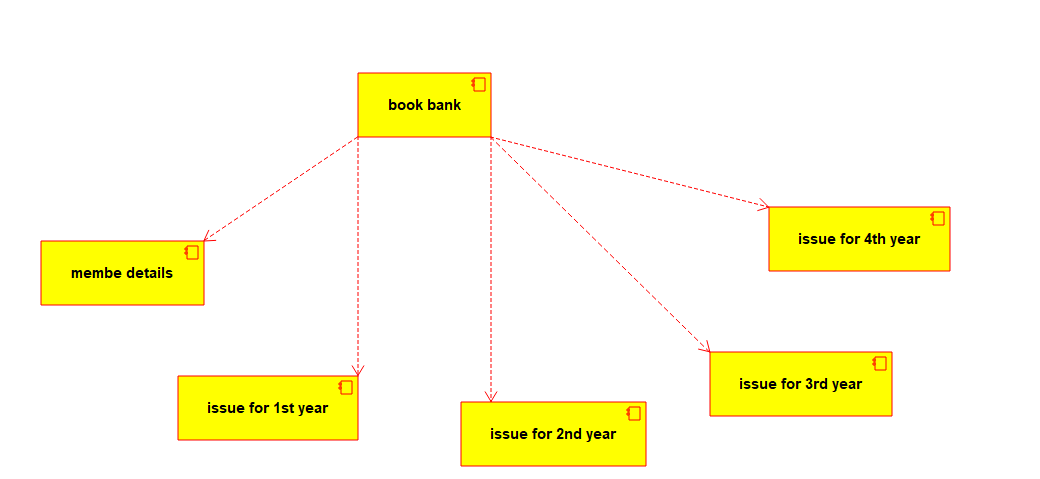 book bank
issue for 4th year
membe details
issue for 3rd year
issue for 1st year
issue for 2nd year